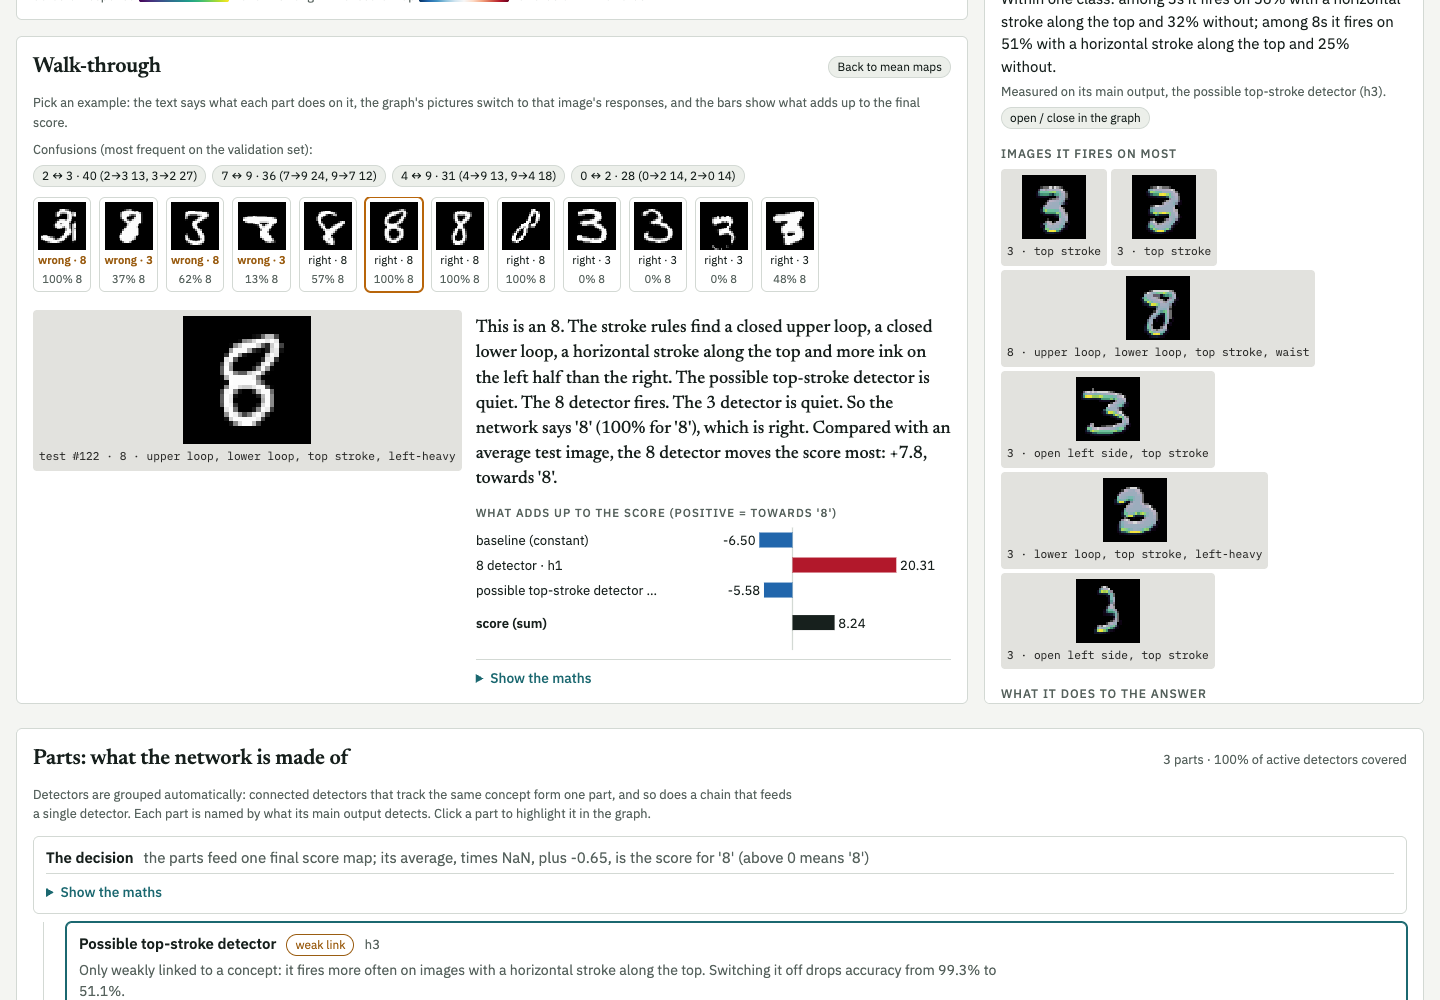 Walk-through
Back to mean maps
Pick an example: the text says what each part does on it, the graph's pictures switch to that image's responses, and the bars show what adds up to the final
score.
Confusions (most frequent on the validation set):
2 ↔ 3 · 40 (2→3 13, 3→2 27)
7 ↔ 9 · 36 (7→9 24, 9→7 12)
4 ↔ 9 · 31 (4→9 13, 9→4 18)
0 ↔ 2 · 28 (0→2 14, 2→0 14)
wrong · 8
100% 8
wrong · 3
37% 8
wrong · 8
62% 8
wrong · 3
13% 8
right · 8
57% 8
right · 8
100% 8
right · 8
100% 8
right · 8
100% 8
right · 3
0% 8
right · 3
0% 8
right · 3
0% 8
right · 3
48% 8
test #122 · 8 · upper loop, lower loop, top stroke, left-heavy
This is an 8. The stroke rules find a closed upper loop, a closed
lower loop, a horizontal stroke along the top and more ink on
the left half than the right. The possible top-stroke detector is
quiet. The 8 detector fires. The 3 detector is quiet. So the
network says '8' (100% for '8'), which is right. Compared with an
average test image, the 8 detector moves the score most: +7.8,
towards '8'.
WHAT ADDS UP TO THE SCORE (POSITIVE = TOWARDS '8')
baseline (constant)
-6.50
8 detector · h1
20.31
possible top-stroke detector ...
-5.58
score (sum)
8.24
▶ Show the maths
stroke along the top and 32% without; among 8s it fires on
51% with a horizontal stroke along the top and 25%
without.
Measured on its main output, the possible top-stroke detector (h3).
open / close in the graph
IMAGES IT FIRES ON MOST
3 · top stroke
3 · top stroke
8 · upper loop, lower loop, top stroke, waist
3 · open left side, top stroke
3 · lower loop, top stroke, left-heavy
3 · open left side, top stroke
WHAT IT DOES TO THE ANSWER
Parts: what the network is made of
3 parts · 100% of active detectors covered
Detectors are grouped automatically: connected detectors that track the same concept form one part, and so does a chain that feeds
a single detector. Each part is named by what its main output detects. Click a part to highlight it in the graph.
The decision the parts feed one final score map; its average, times NaN, plus -0.65, is the score for '8' (above 0 means '8')
▶ Show the maths
Possible top-stroke detector weak link h3
Only weakly linked to a concept: it fires more often on images with a horizontal stroke along the top. Switching it off drops accuracy from 99.3% to
51.1%.